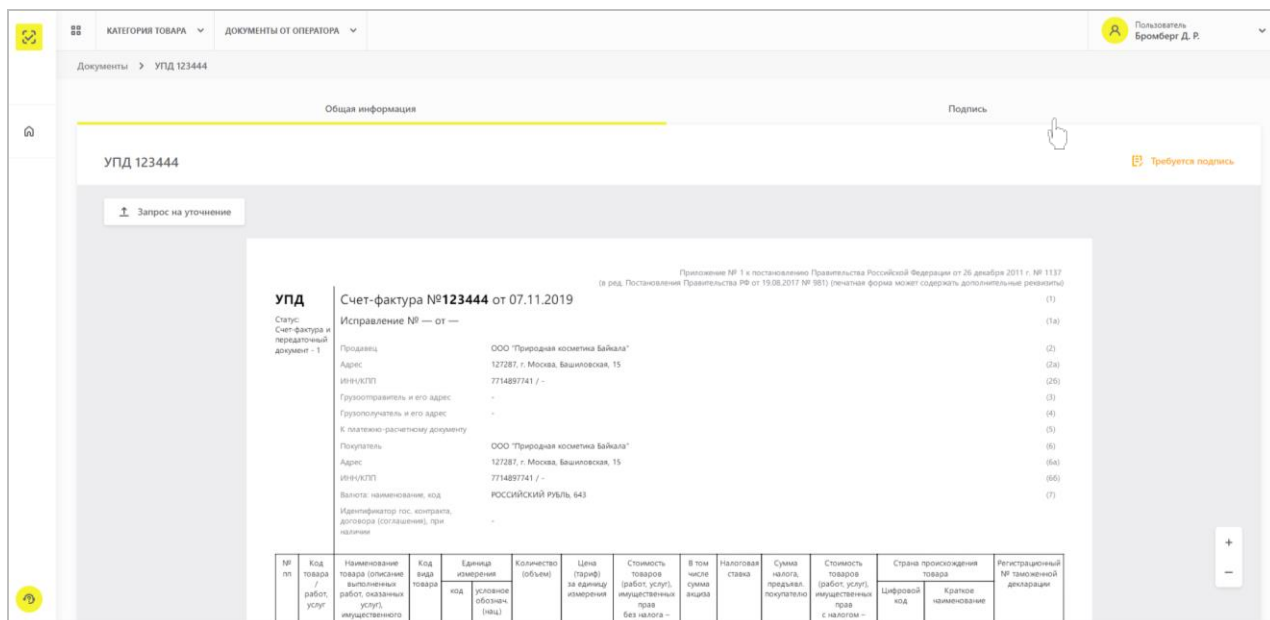 КАТЕГОРИЯ ТОВАРА ДОКУМЕНТЫ ОТ ОПЕРАТОРА
Пользователь
Бромберг Д. Р.
Документы > УПД 123444
Общая информация Подпись
УПД 123444 Требуется подпись
Запрос на уточнение
Приложение № 1 к постановлению Правительства Российской Федерации от 26 декабря 2011 г. № 1137
(в ред. Постановления Правительства РФ от 19.08.2017 № 981) (печатная форма может содержать дополнительные реквизиты)
УПД Счет-фактура №123444 от 07.11.2019 (1)
Статус:
Счет-фактура и
передаточный
документ - 1
Исправление № — от — (1а)
Продавец ООО "Природная косметика Байкала" (2)
Адрес 127287, г. Москва, Башиловская, 15 (2а)
ИНН/КПП 7714897741 / - (2б)
Грузоотправитель и его адрес - (3)
Грузополучатель и его адрес - (4)
К платежно-расчетному документу (5)
Покупатель ООО "Природная косметика Байкала" (6)
Адрес 127287, г. Москва, Башиловская, 15 (6а)
ИНН/КПП 7714897741 / - (6б)
Валюта: наименование, код РОССИЙСКИЙ РУБЛЬ, 643 (7)
Идентификатор гос. контракта,
договора (соглашения), при
наличии -
№
пп
Код
товара
/
работ,
услуг
Наименование
товара (описание
выполненных
работ, оказанных
услуг),
имущественного
Код
вида
товара
Единица
измерения
код
условное
обознач.
(нац.)
Количество
(объем)
Цена
(тариф)
за единицу
измерения
Стоимость
товаров
(работ, услуг),
имущественных
прав
без налога –
В том
числе
сумма
акциза
Налоговая
ставка
Сумма
налога,
предъявл.
покупателю
Стоимость
товаров
(работ, услуг),
имущественных
прав
с налогом –
Страна происхождения
товара
Цифровой
код
Краткое
наименование
Регистрационный
№ таможенной
декларации